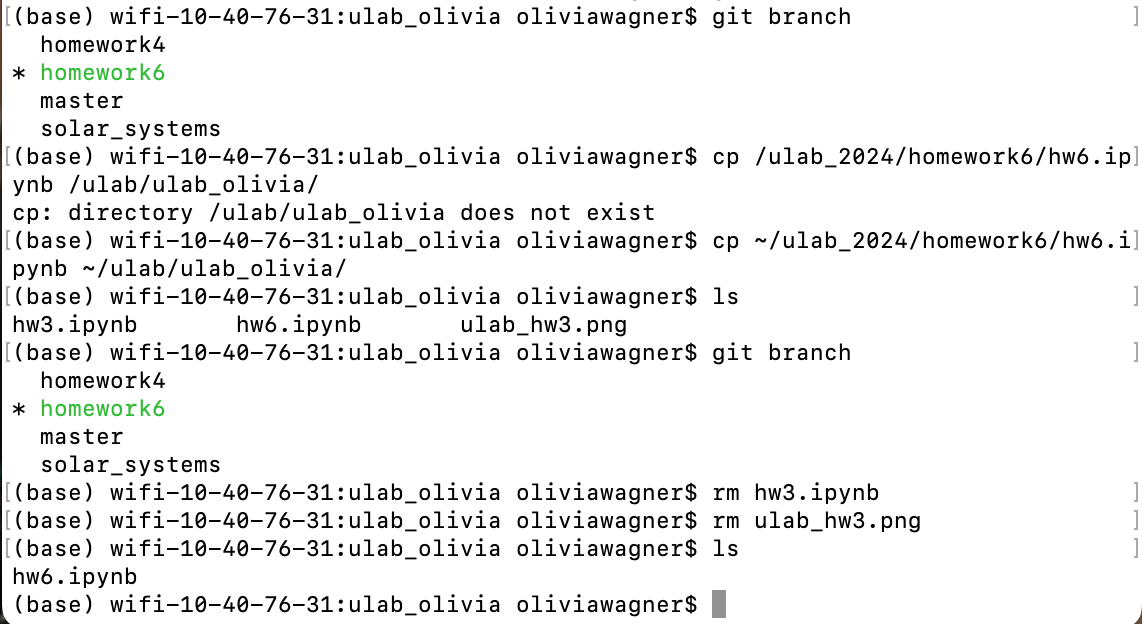 [(base) wifi-10-40-76-31:ulab_olivia oliviawagner$ git branch ]
  homework4
* homework6
  master
  solar_systems
[(base) wifi-10-40-76-31:ulab_olivia oliviawagner$ cp /ulab_2024/homework6/hw6.ip]
ynb /ulab/ulab_olivia/
cp: directory /ulab/ulab_olivia does not exist
[(base) wifi-10-40-76-31:ulab_olivia oliviawagner$ cp ~/ulab_2024/homework6/hw6.i]
pynb ~/ulab/ulab_olivia/
[(base) wifi-10-40-76-31:ulab_olivia oliviawagner$ ls ]
hw3.ipynb       hw6.ipynb       ulab_hw3.png
[(base) wifi-10-40-76-31:ulab_olivia oliviawagner$ git branch ]
  homework4
* homework6
  master
  solar_systems
[(base) wifi-10-40-76-31:ulab_olivia oliviawagner$ rm hw3.ipynb ]
[(base) wifi-10-40-76-31:ulab_olivia oliviawagner$ rm ulab_hw3.png ]
[(base) wifi-10-40-76-31:ulab_olivia oliviawagner$ ls ]
hw6.ipynb
(base) wifi-10-40-76-31:ulab_olivia oliviawagner$